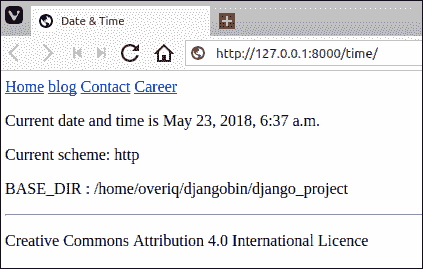 Date & Time
http://127.0.0.1:8000/time/
Home blog Contact Career
Current date and time is May 23, 2018, 6:37 a.m.
Current scheme: http
BASE_DIR : /home/overiq/djangobin/django_project
Creative Commons Attribution 4.0 International Licence